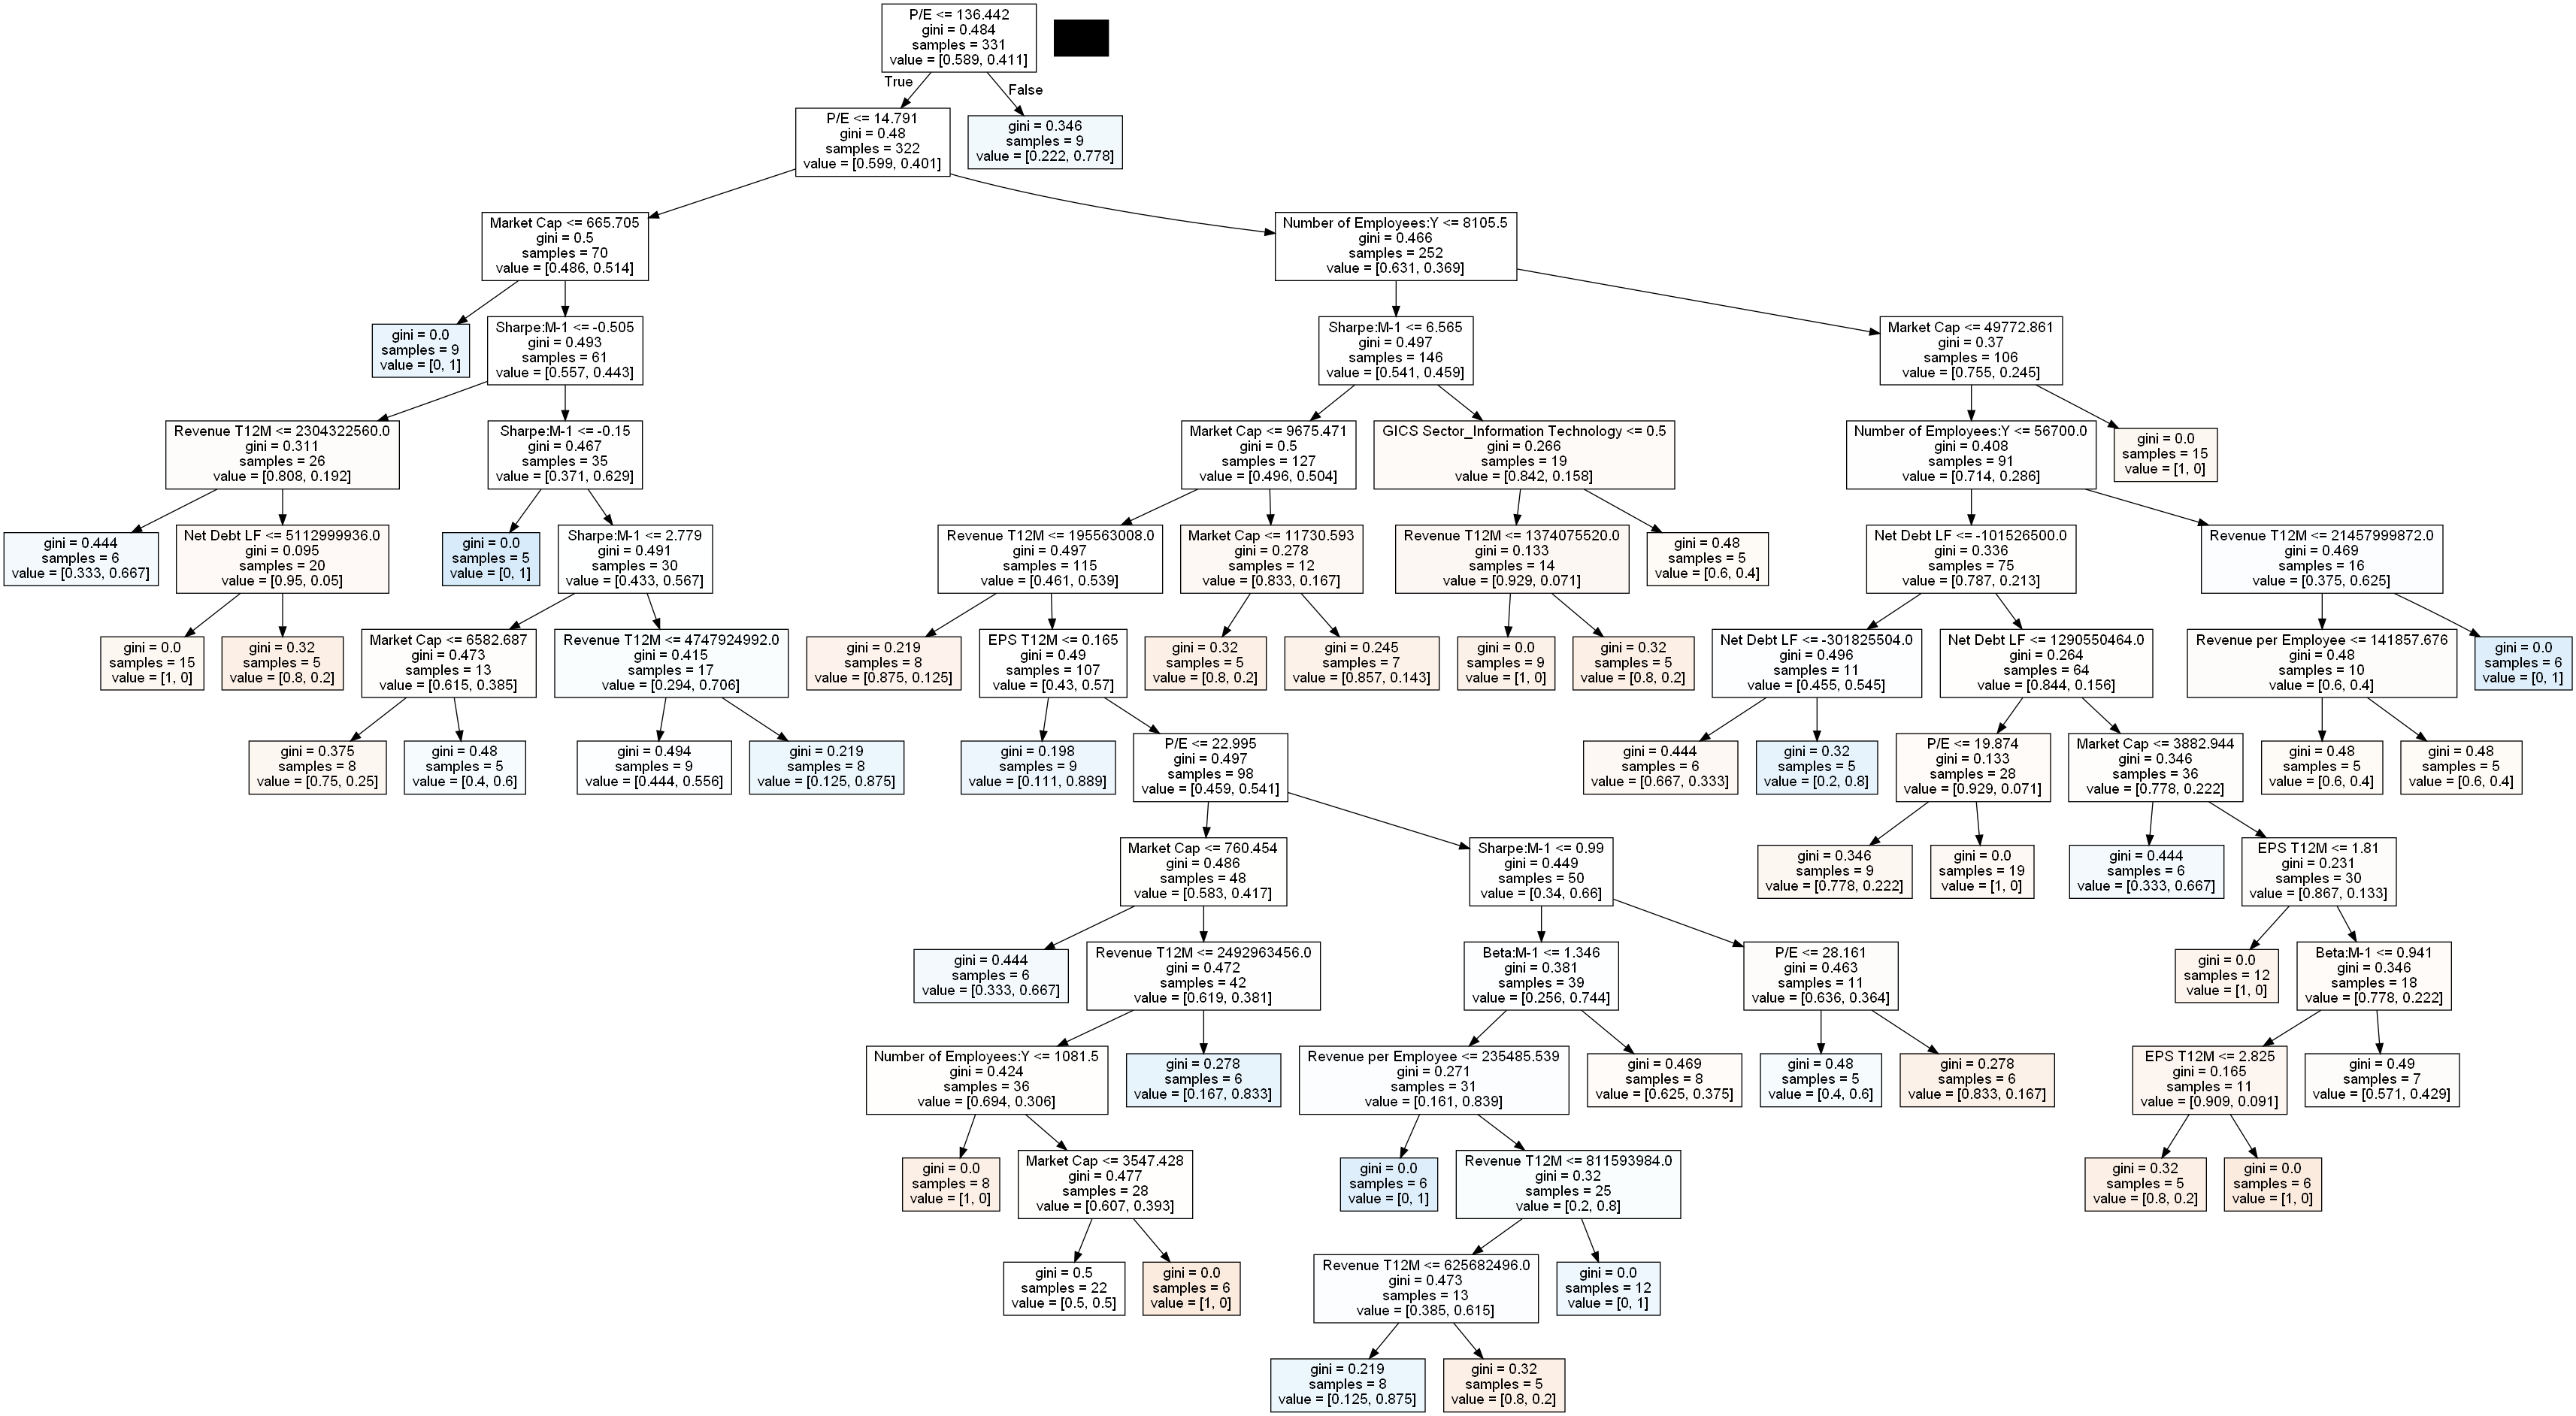 P/E <= 136.442
gini = 0.484
samples = 331
value = [0.589, 0.411]
True
False
P/E <= 14.791
gini = 0.48
samples = 322
value = [0.599, 0.401]
gini = 0.346
samples = 9
value = [0.222, 0.778]
Market Cap <= 665.705
gini = 0.5
samples = 70
value = [0.486, 0.514]
Number of Employees:Y <= 8105.5
gini = 0.466
samples = 252
value = [0.631, 0.369]
gini = 0.0
samples = 9
value = [0, 1]
Sharpe:M-1 <= -0.505
gini = 0.493
samples = 61
value = [0.557, 0.443]
Sharpe:M-1 <= 6.565
gini = 0.497
samples = 146
value = [0.541, 0.459]
Market Cap <= 49772.861
gini = 0.37
samples = 106
value = [0.755, 0.245]
Revenue T12M <= 2304322560.0
gini = 0.311
samples = 26
value = [0.808, 0.192]
Sharpe:M-1 <= -0.15
gini = 0.467
samples = 35
value = [0.371, 0.629]
Market Cap <= 9675.471
gini = 0.5
samples = 127
value = [0.496, 0.504]
GICS Sector_Information Technology <= 0.5
gini = 0.266
samples = 19
value = [0.842, 0.158]
Number of Employees:Y <= 56700.0
gini = 0.408
samples = 91
value = [0.714, 0.286]
gini = 0.0
samples = 15
value = [1, 0]
gini = 0.444
samples = 6
value = [0.333, 0.667]
Net Debt LF <= 5112999936.0
gini = 0.095
samples = 20
value = [0.95, 0.05]
gini = 0.0
samples = 5
value = [0, 1]
Sharpe:M-1 <= 2.779
gini = 0.491
samples = 30
value = [0.433, 0.567]
Revenue T12M <= 195563008.0
gini = 0.497
samples = 115
value = [0.461, 0.539]
Market Cap <= 11730.593
gini = 0.278
samples = 12
value = [0.833, 0.167]
Revenue T12M <= 1374075520.0
gini = 0.133
samples = 14
value = [0.929, 0.071]
gini = 0.48
samples = 5
value = [0.6, 0.4]
Net Debt LF <= -101526500.0
gini = 0.336
samples = 75
value = [0.787, 0.213]
Revenue T12M <= 21457999872.0
gini = 0.469
samples = 16
value = [0.375, 0.625]
gini = 0.0
samples = 15
value = [1, 0]
gini = 0.32
samples = 5
value = [0.8, 0.2]
Market Cap <= 6582.687
gini = 0.473
samples = 13
value = [0.615, 0.385]
Revenue T12M <= 4747924992.0
gini = 0.415
samples = 17
value = [0.294, 0.706]
gini = 0.219
samples = 8
value = [0.875, 0.125]
EPS T12M <= 0.165
gini = 0.49
samples = 107
value = [0.43, 0.57]
gini = 0.32
samples = 5
value = [0.8, 0.2]
gini = 0.245
samples = 7
value = [0.857, 0.143]
gini = 0.0
samples = 9
value = [1, 0]
gini = 0.32
samples = 5
value = [0.8, 0.2]
Net Debt LF <= -301825504.0
gini = 0.496
samples = 11
value = [0.455, 0.545]
Net Debt LF <= 1290550464.0
gini = 0.264
samples = 64
value = [0.844, 0.156]
Revenue per Employee <= 141857.676
gini = 0.48
samples = 10
value = [0.6, 0.4]
gini = 0.0
samples = 6
value = [0, 1]
gini = 0.375
samples = 8
value = [0.75, 0.25]
gini = 0.48
samples = 5
value = [0.4, 0.6]
gini = 0.494
samples = 9
value = [0.444, 0.556]
gini = 0.219
samples = 8
value = [0.125, 0.875]
gini = 0.198
samples = 9
value = [0.111, 0.889]
P/E <= 22.995
gini = 0.497
samples = 98
value = [0.459, 0.541]
gini = 0.444
samples = 6
value = [0.667, 0.333]
gini = 0.32
samples = 5
value = [0.2, 0.8]
P/E <= 19.874
gini = 0.133
samples = 28
value = [0.929, 0.071]
Market Cap <= 3882.944
gini = 0.346
samples = 36
value = [0.778, 0.222]
gini = 0.48
samples = 5
value = [0.6, 0.4]
gini = 0.48
samples = 5
value = [0.6, 0.4]
Market Cap <= 760.454
gini = 0.486
samples = 48
value = [0.583, 0.417]
Sharpe:M-1 <= 0.99
gini = 0.449
samples = 50
value = [0.34, 0.66]
gini = 0.346
samples = 9
value = [0.778, 0.222]
gini = 0.0
samples = 19
value = [1, 0]
gini = 0.444
samples = 6
value = [0.333, 0.667]
EPS T12M <= 1.81
gini = 0.231
samples = 30
value = [0.867, 0.133]
gini = 0.444
samples = 6
value = [0.333, 0.667]
Revenue T12M <= 2492963456.0
gini = 0.472
samples = 42
value = [0.619, 0.381]
Beta:M-1 <= 1.346
gini = 0.381
samples = 39
value = [0.256, 0.744]
P/E <= 28.161
gini = 0.463
samples = 11
value = [0.636, 0.364]
gini = 0.0
samples = 12
value = [1, 0]
Beta:M-1 <= 0.941
gini = 0.346
samples = 18
value = [0.778, 0.222]
Number of Employees:Y <= 1081.5
gini = 0.424
samples = 36
value = [0.694, 0.306]
gini = 0.278
samples = 6
value = [0.167, 0.833]
Revenue per Employee <= 235485.539
gini = 0.271
samples = 31
value = [0.161, 0.839]
gini = 0.469
samples = 8
value = [0.625, 0.375]
gini = 0.48
samples = 5
value = [0.4, 0.6]
gini = 0.278
samples = 6
value = [0.833, 0.167]
EPS T12M <= 2.825
gini = 0.165
samples = 11
value = [0.909, 0.091]
gini = 0.49
samples = 7
value = [0.571, 0.429]
gini = 0.0
samples = 8
value = [1, 0]
Market Cap <= 3547.428
gini = 0.477
samples = 28
value = [0.607, 0.393]
gini = 0.0
samples = 6
value = [0, 1]
Revenue T12M <= 811593984.0
gini = 0.32
samples = 25
value = [0.2, 0.8]
gini = 0.32
samples = 5
value = [0.8, 0.2]
gini = 0.0
samples = 6
value = [1, 0]
gini = 0.5
samples = 22
value = [0.5, 0.5]
gini = 0.0
samples = 6
value = [1, 0]
Revenue T12M <= 625682496.0
gini = 0.473
samples = 13
value = [0.385, 0.615]
gini = 0.0
samples = 12
value = [0, 1]
gini = 0.219
samples = 8
value = [0.125, 0.875]
gini = 0.32
samples = 5
value = [0.8, 0.2]